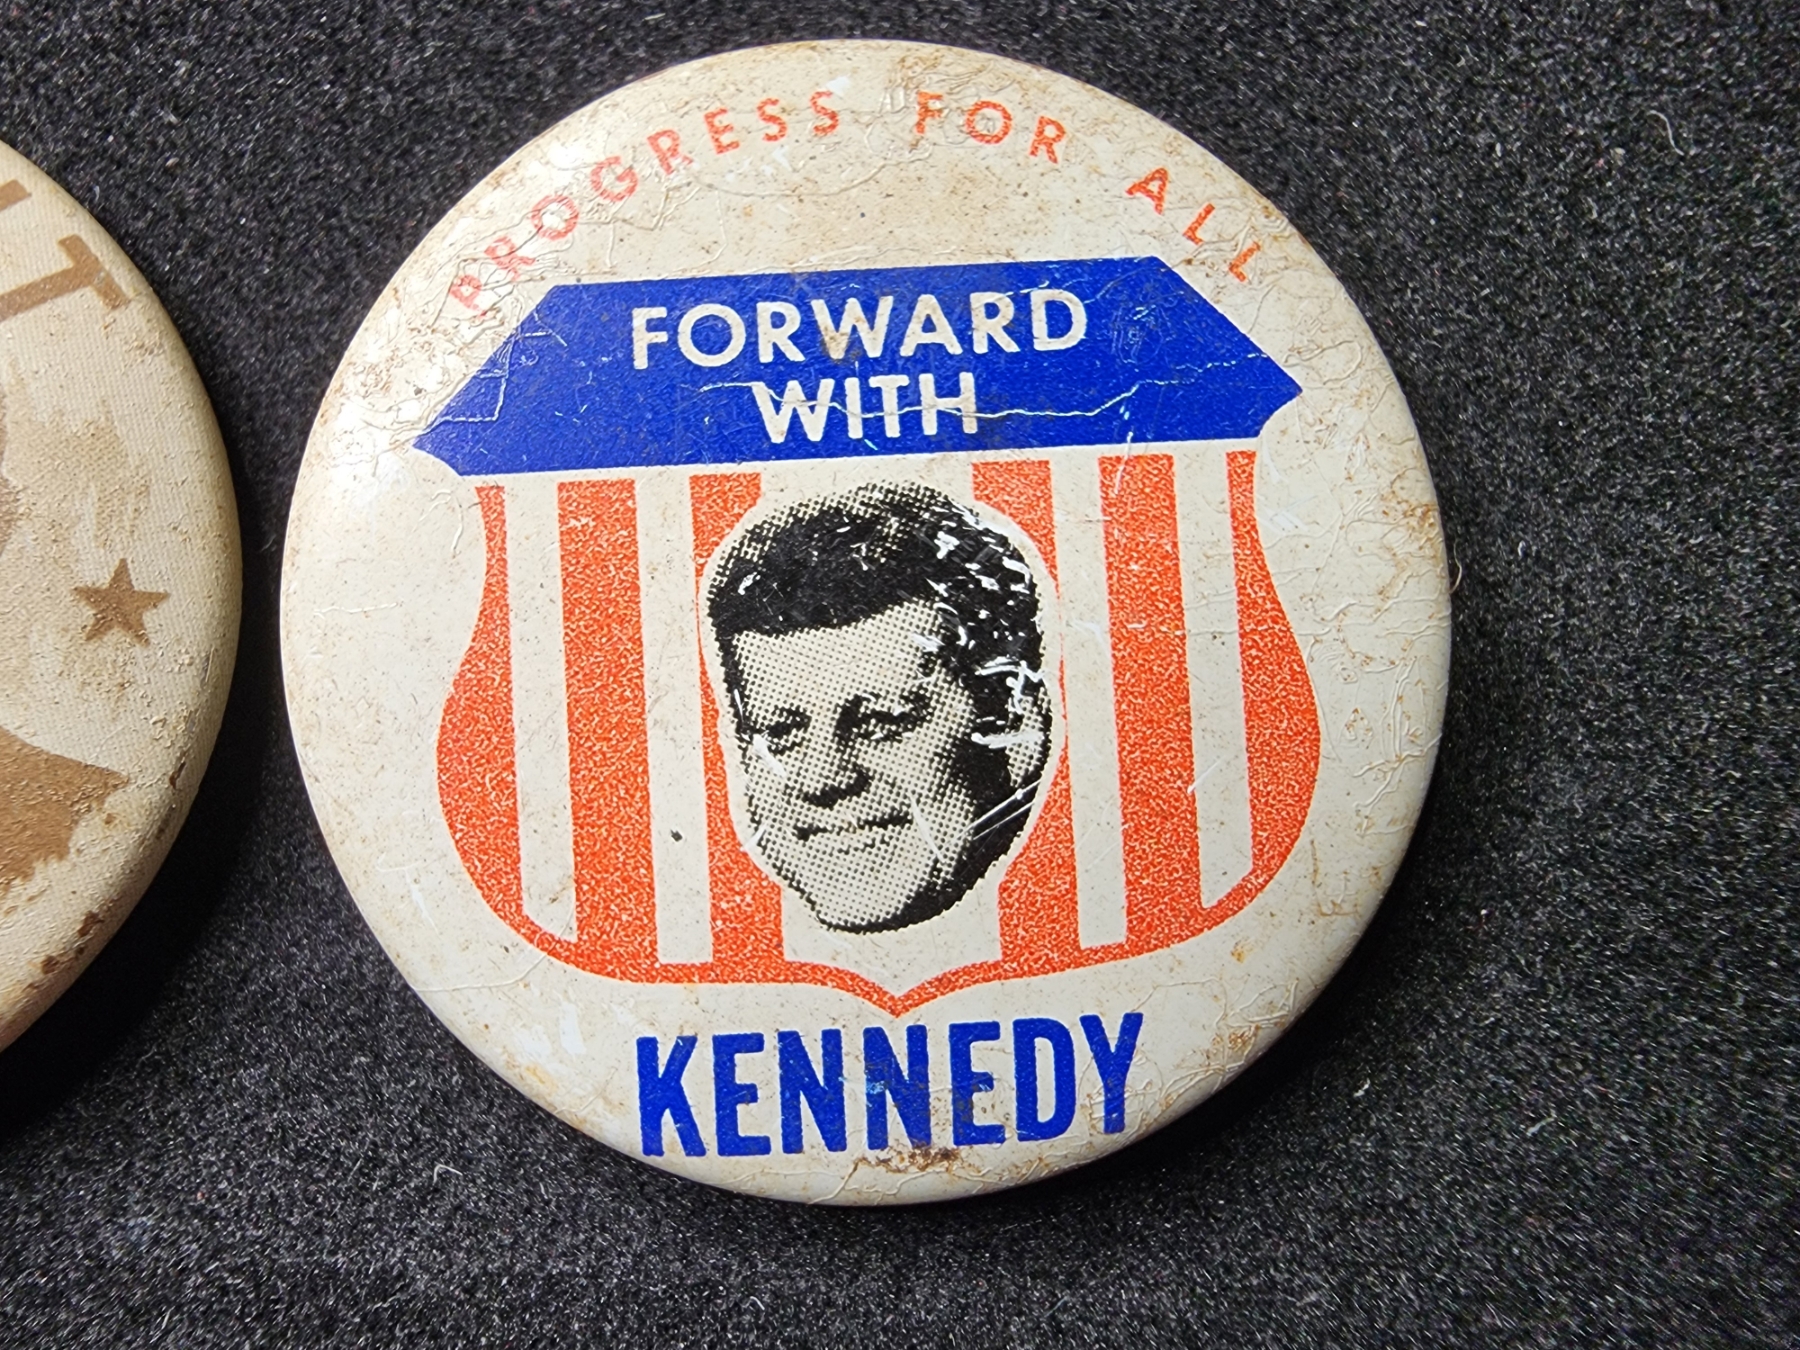 PROGRESS FOR ALL
FORWARD
WITH
KENNEDY